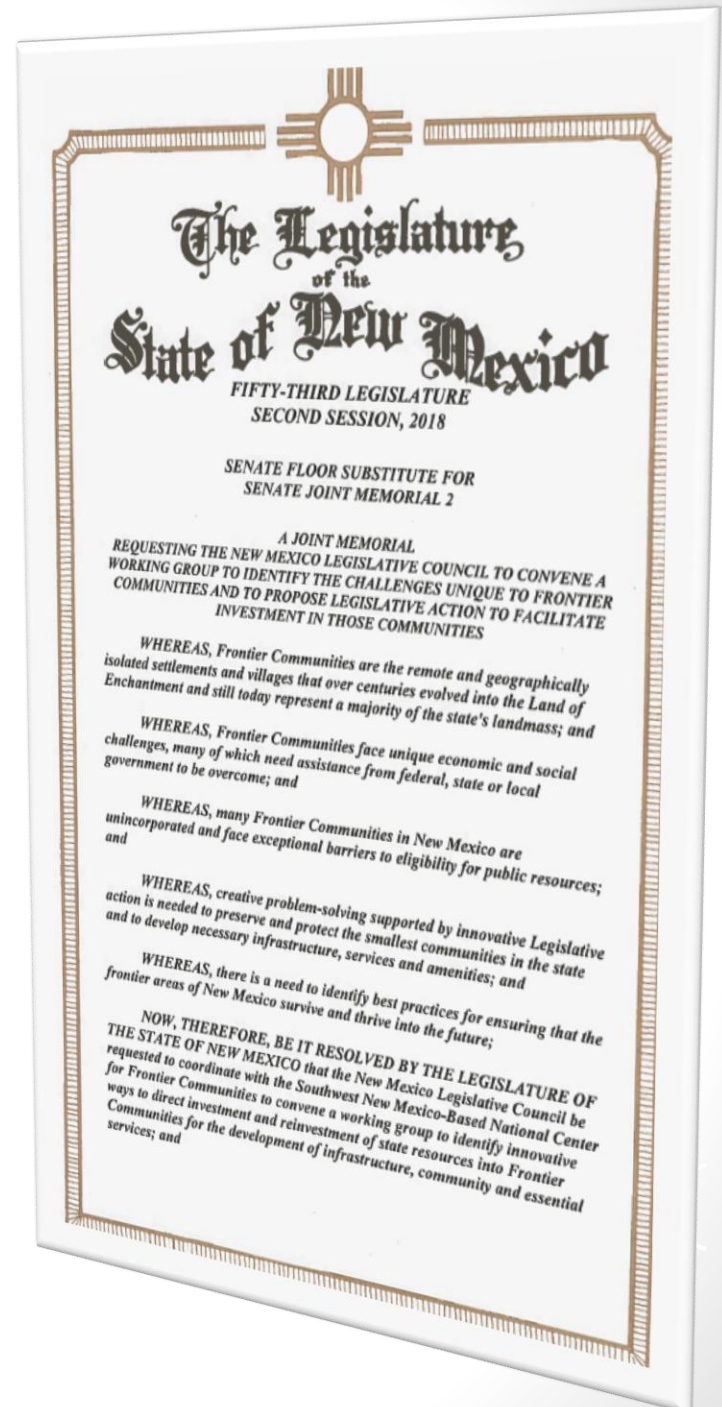 The Legislature
of the
State of New Mexico
FIFTY-THIRD LEGISLATURE
SECOND SESSION, 2018
SENATE FLOOR SUBSTITUTE FOR
SENATE JOINT MEMORIAL 2
A JOINT MEMORIAL
REQUESTING THE NEW MEXICO LEGISLATIVE COUNCIL TO CONVENE A
WORKING GROUP TO IDENTIFY THE CHALLENGES UNIQUE TO FRONTIER
COMMUNITIES AND TO PROPOSE LEGISLATIVE ACTION TO FACILITATE
INVESTMENT IN THOSE COMMUNITIES
WHEREAS, Frontier Communities are the remote and geographically
isolated settlements and villages that over centuries evolved into the Land of
Enchantment and still today represent a majority of the state's landmass; and
WHEREAS, Frontier Communities face unique economic and social
challenges, many of which need assistance from federal, state or local
government to be overcome; and
WHEREAS, many Frontier Communities in New Mexico are
unincorporated and face exceptional barriers to eligibility for public resources;
and
WHEREAS, creative problem-solving supported by innovative Legislative
action is needed to preserve and protect the smallest communities in the state
and to develop necessary infrastructure, services and amenities; and
WHEREAS, there is a need to identify best practices for ensuring that the
frontier areas of New Mexico survive and thrive into the future;
NOW, THEREFORE, BE IT RESOLVED BY THE LEGISLATURE OF
THE STATE OF NEW MEXICO that the New Mexico Legislative Council be
requested to coordinate with the Southwest New Mexico-Based National Center
for Frontier Communities to convene a working group to identify innovative
ways to direct investment and reinvestment of state resources into Frontier
Communities for the development of infrastructure, community and essential
services; and